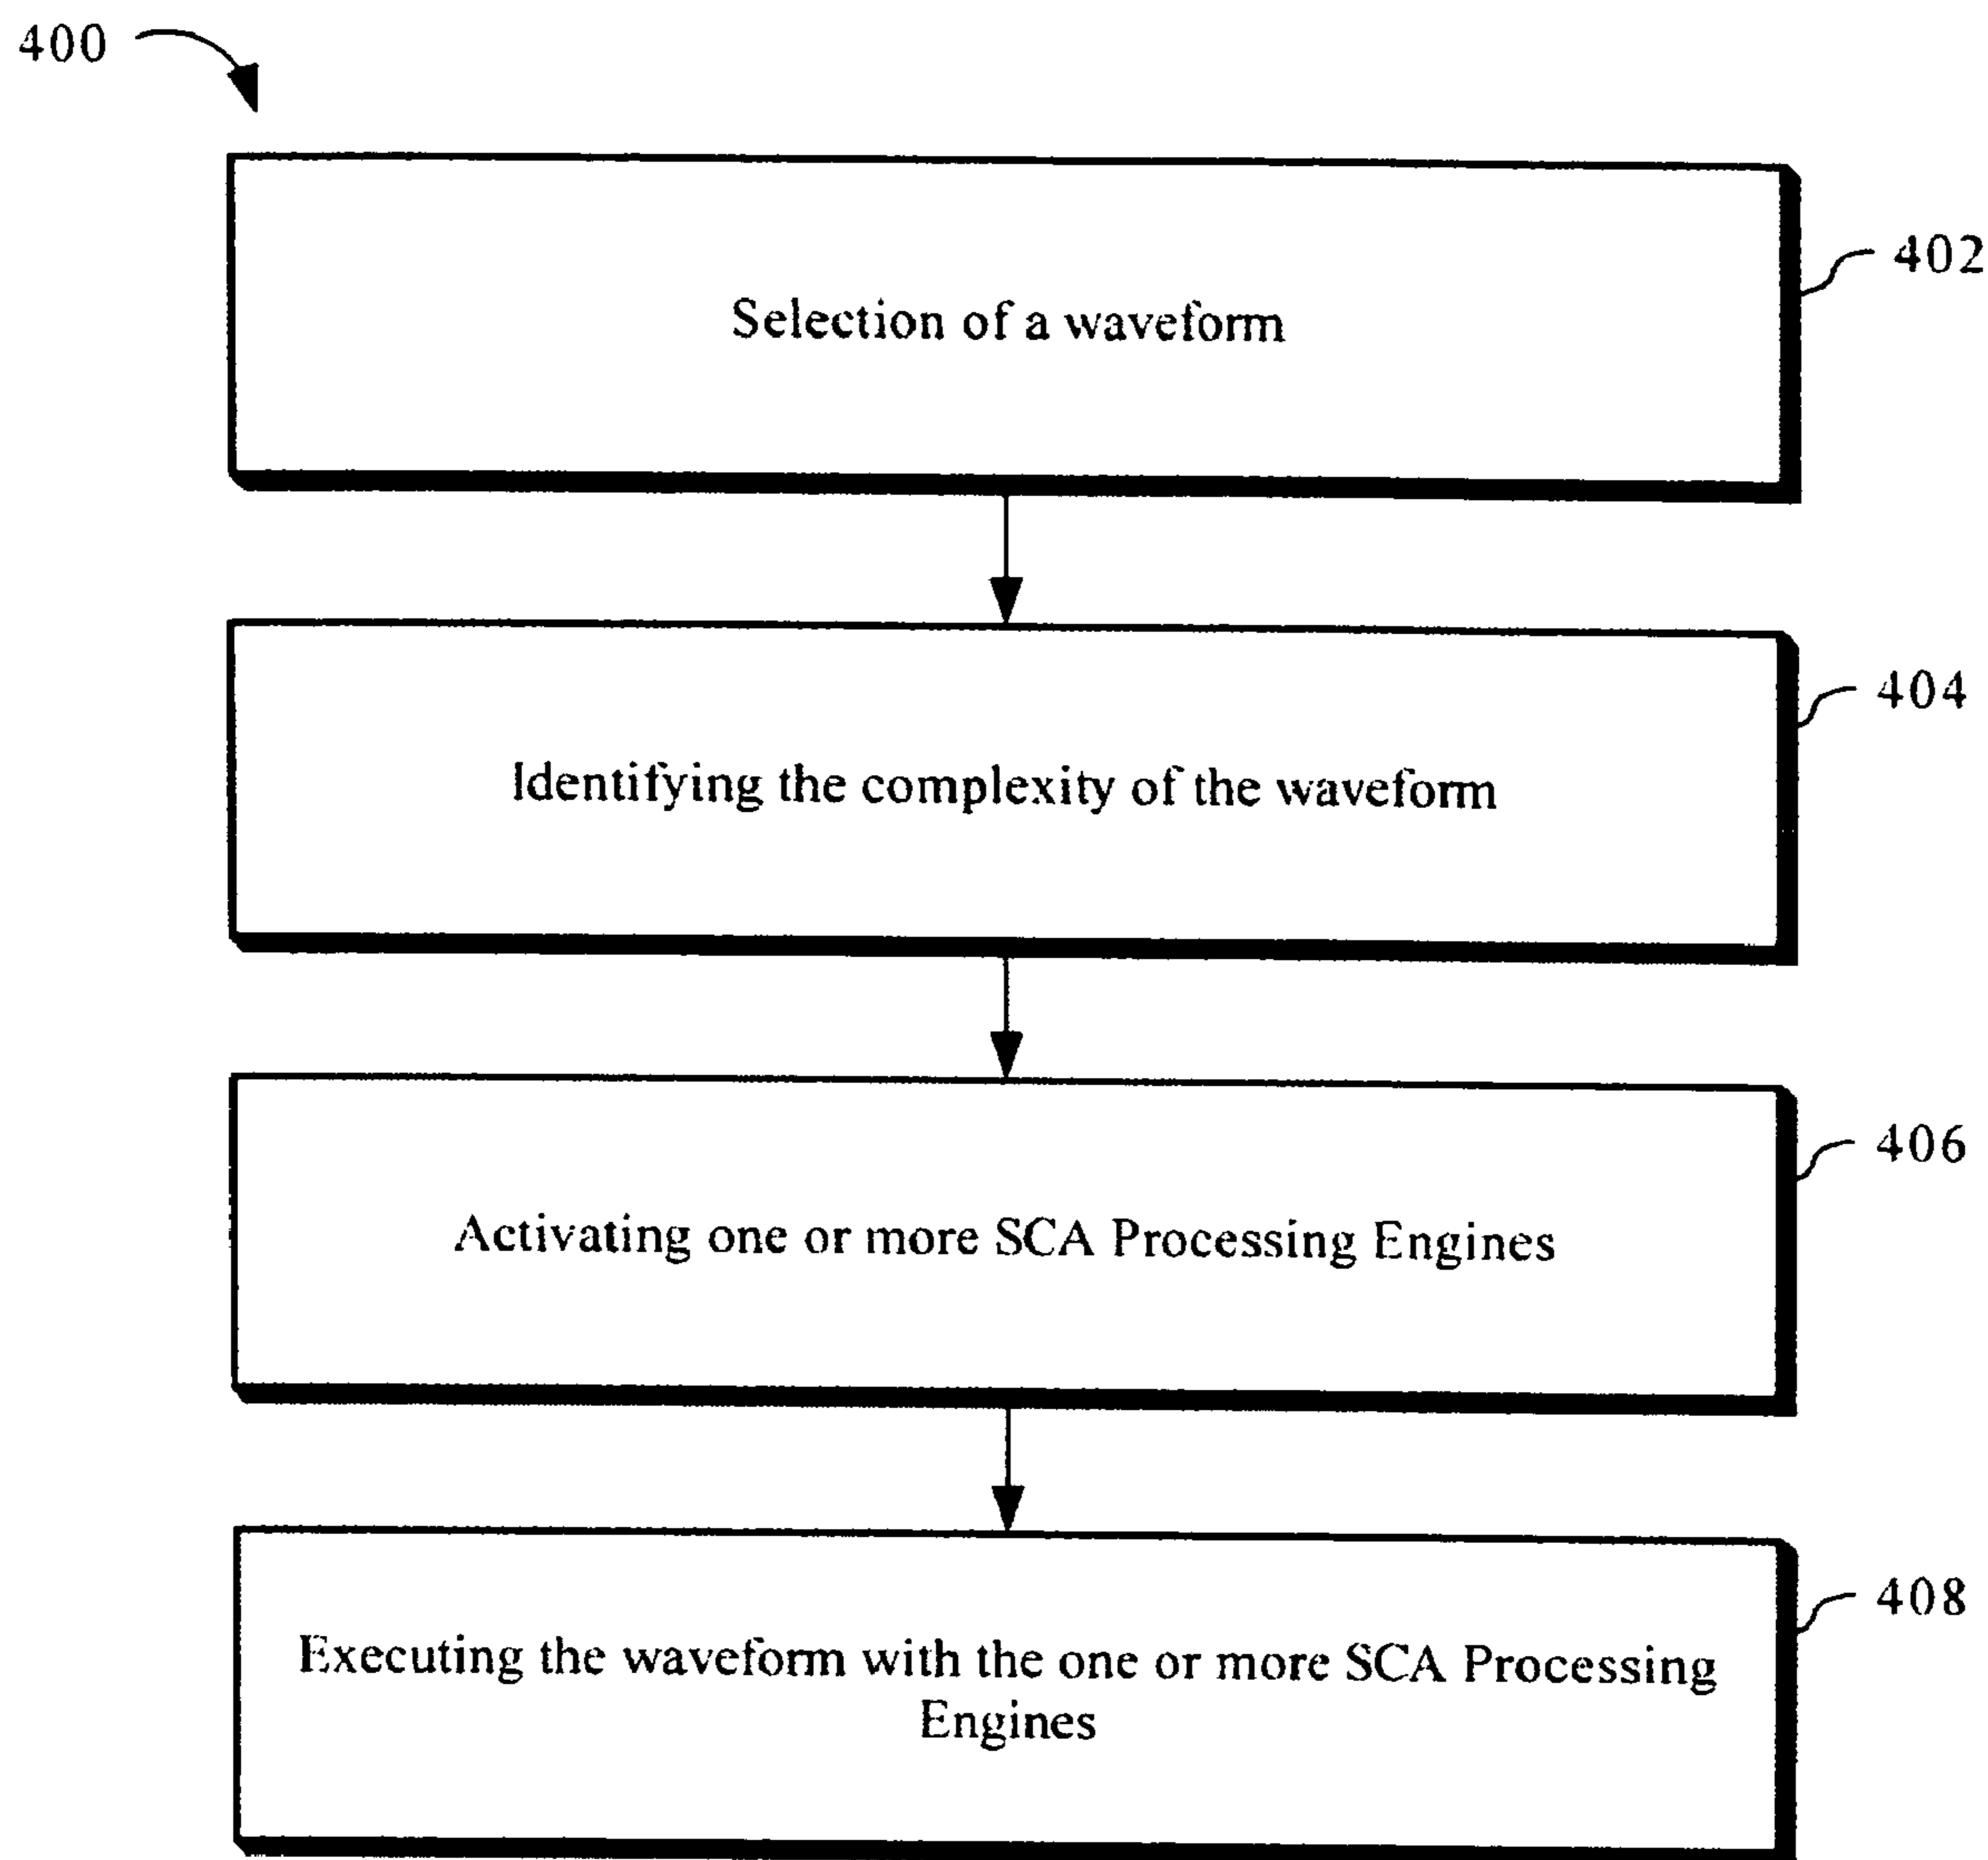 400
402
Selection of a waveform
404
Identifying the complexity of the waveform
406
Activating one or more SCA Processing Engines
408
Executing the waveform with the one or more SCA Processing
Engines